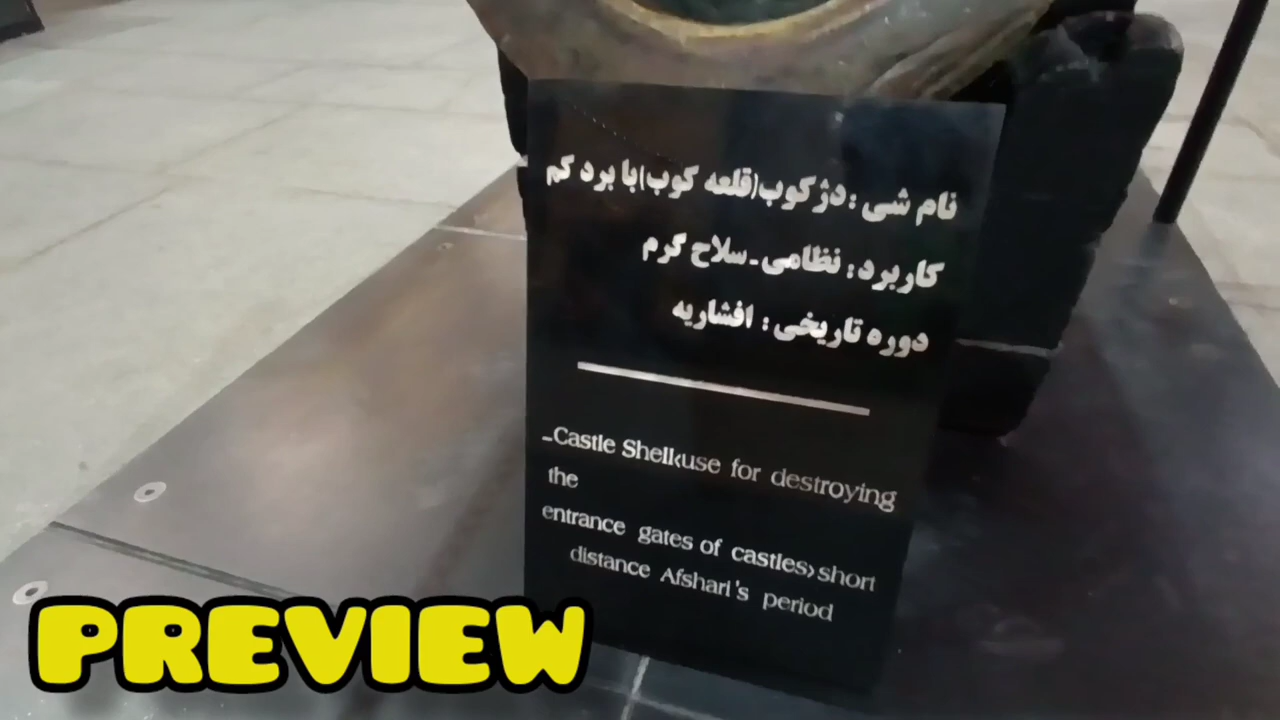 نام شی : دژکوب(قلعه کوب)با برد کم
کاربرد : نظامی - سلاح گرم
دوره تاریخی : افشاریه
-Castle Shell‹use for destroying
the
entrance gates of castles›short
distance Afshari's period
PREVIEW